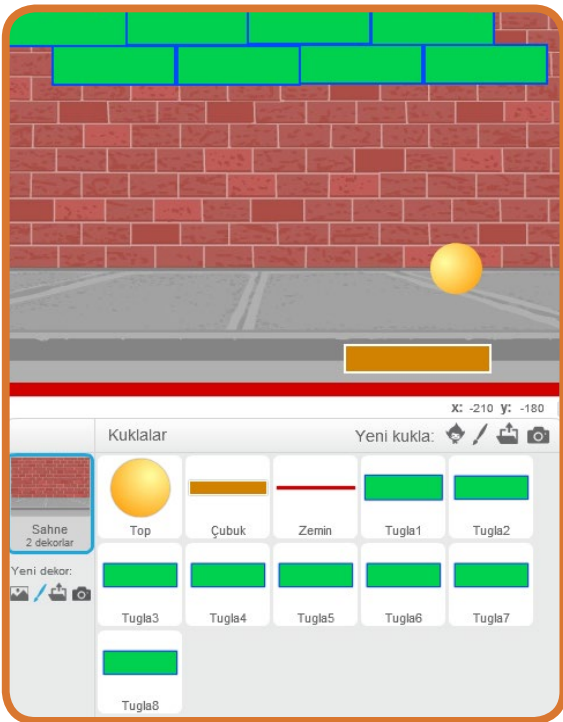 x: -210 y: -180
Kuklalar Yeni kukla:
Sahne
2 dekorlar
Yeni dekor:
Top Çubuk Zemin Tugla1 Tugla2
Tugla3 Tugla4 Tugla5 Tugla6 Tugla7
Tugla8